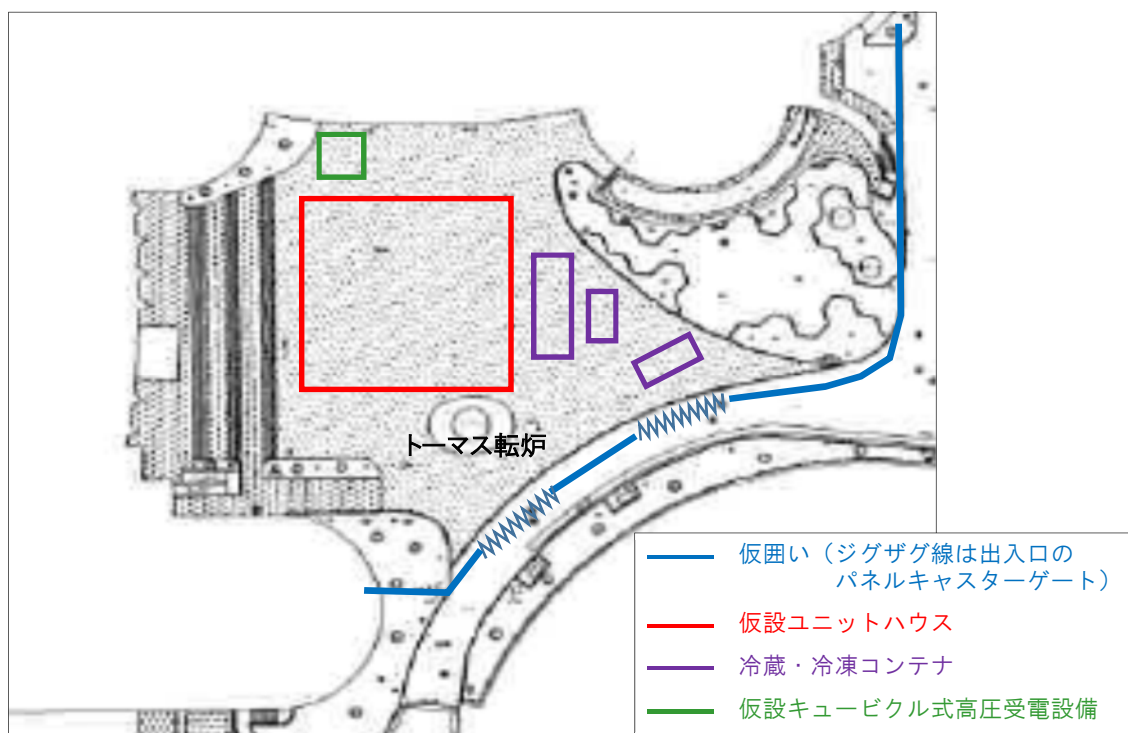 トーマス転炉
仮囲い（ジグザグ線は出入口の
パネルキャスターゲート）
仮設ユニットハウス
冷蔵・冷凍コンテナ
仮設キュービクル式高圧受電設備